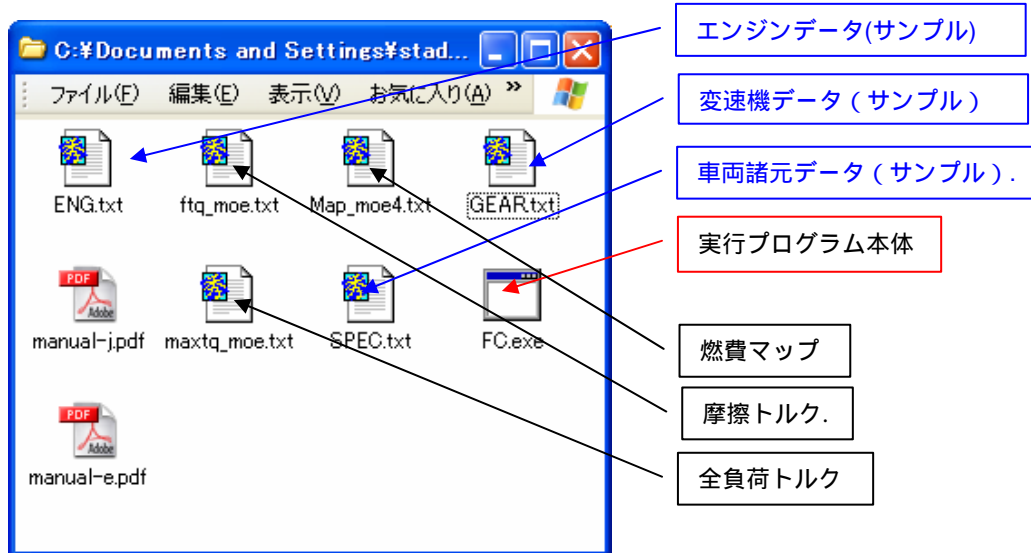 C:¥Documents and Settings¥stad...
ファイル(F) 編集(E) 表示(V) お気に入り(A) »
ENG.txt ftq_moe.txt Map_moe4.txt GEAR.txt
PDF
Adobe
manual-j.pdf maxtq_moe.txt SPEC.txt FC.exe
PDF
Adobe
manual-e.pdf
エンジンデータ(サンプル)
変速機データ(サンプル)
車両諸元データ(サンプル).
実行プログラム本体
燃費マップ
摩擦トルク.
全負荷トルク